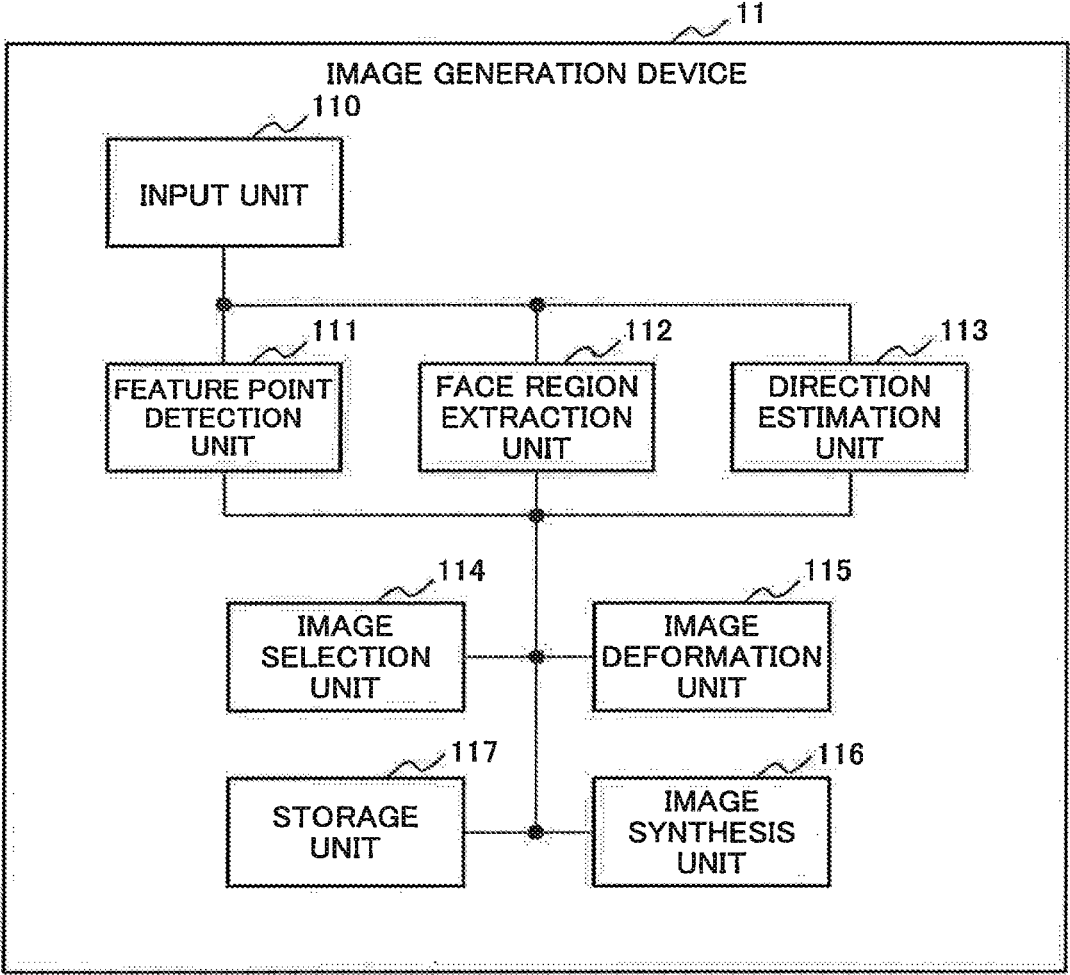 11
IMAGE GENERATION DEVICE
110
INPUT UNIT
111
FEATURE POINT
DETECTION
UNIT
112
FACE REGION
EXTRACTION
UNIT
113
DIRECTION
ESTIMATION
UNIT
114
IMAGE
SELECTION
UNIT
115
IMAGE
DEFORMATION
UNIT
117
STORAGE
UNIT
116
IMAGE
SYNTHESIS
UNIT